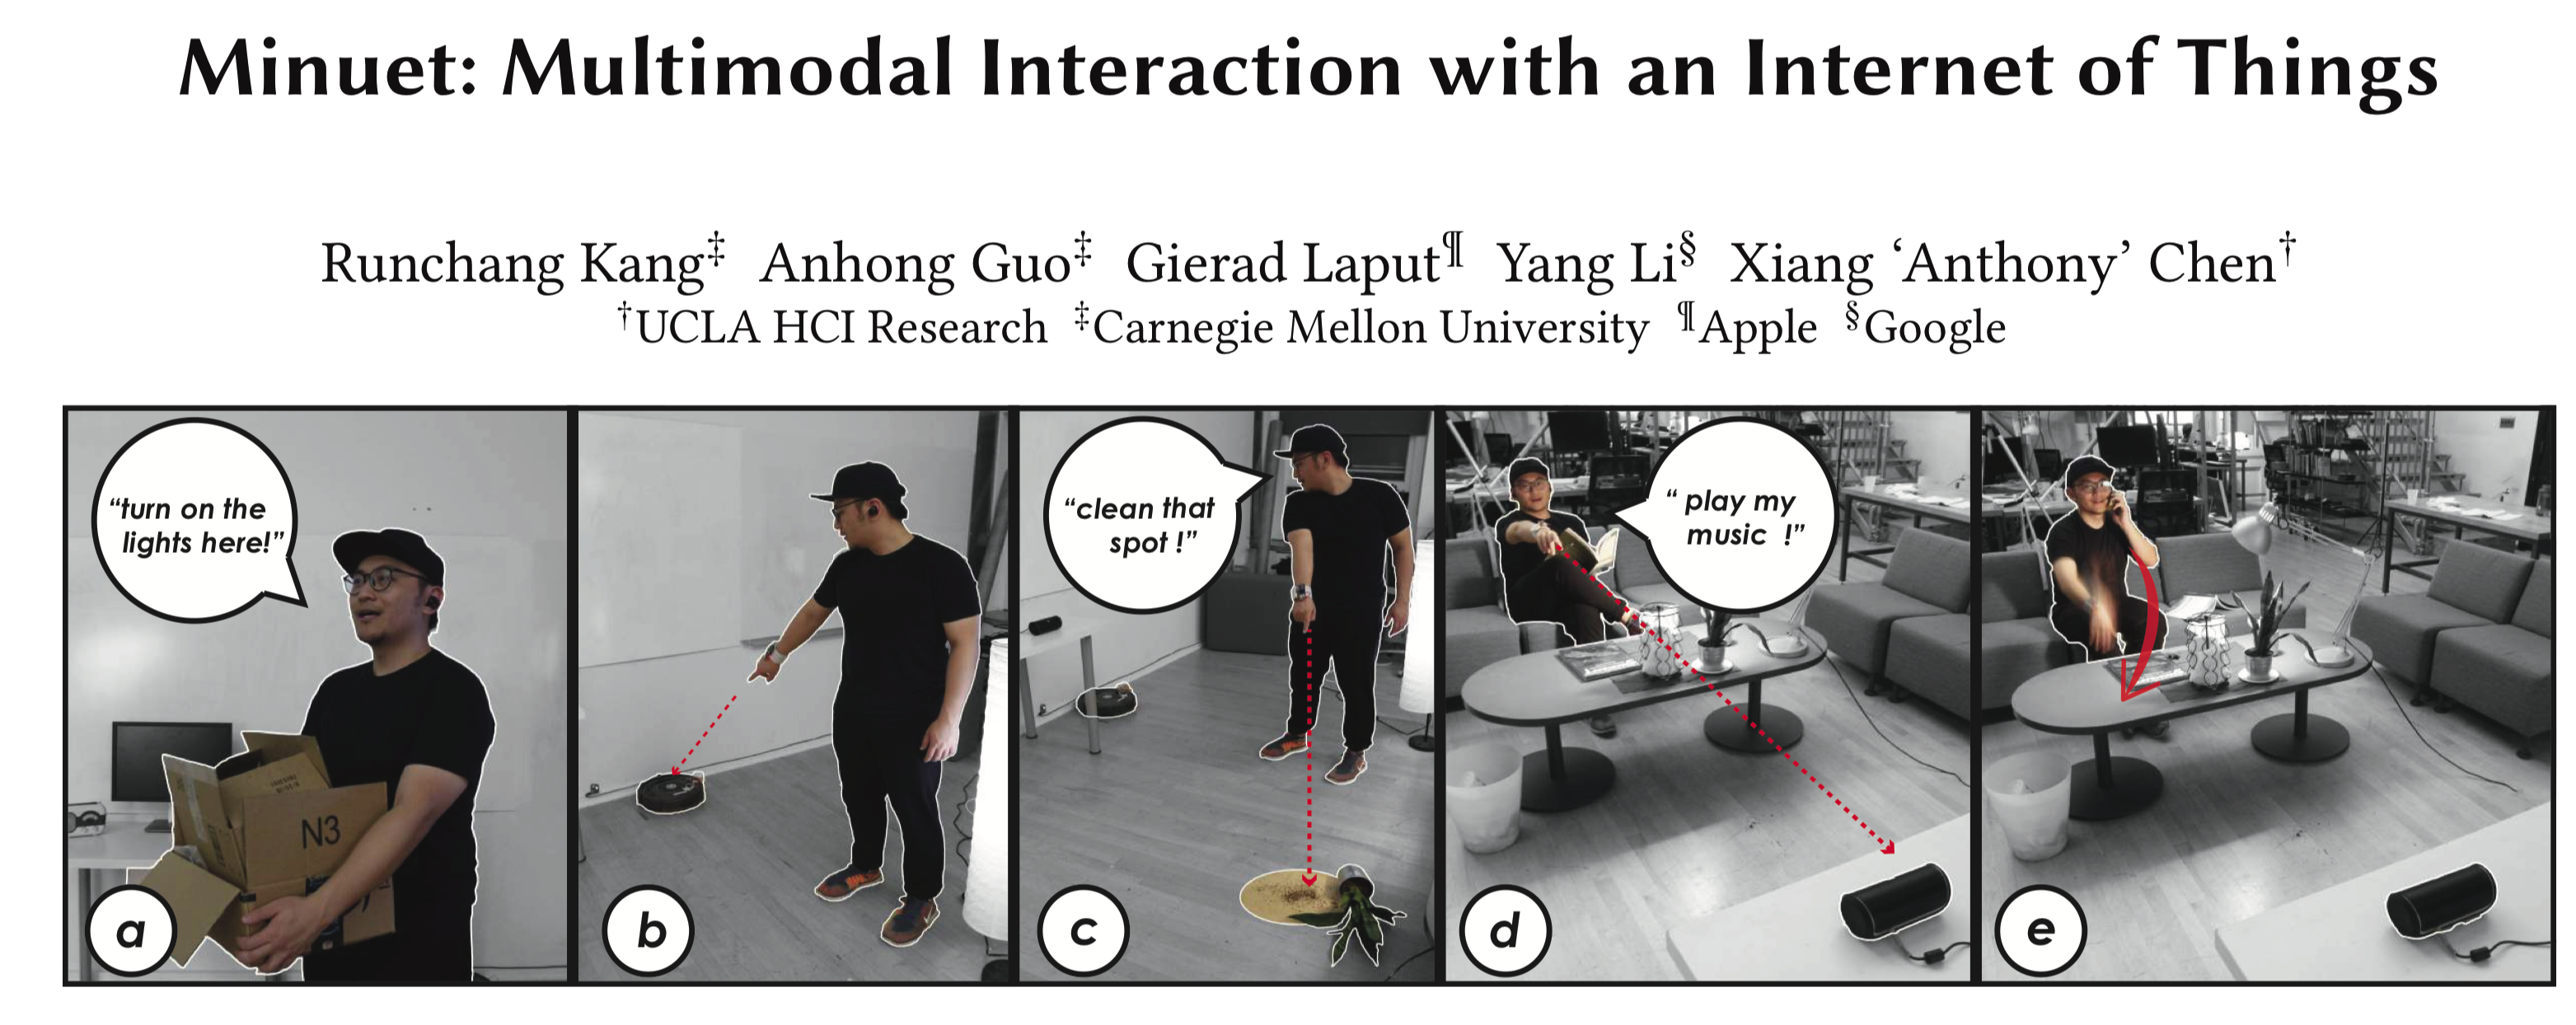 Minuet: Multimodal Interaction with an Internet of Things
Runchang Kang‡ Anhong Guo‡ Gierad Laput¶ Yang Li§ Xiang ‘Anthony’ Chen†
†UCLA HCI Research ‡Carnegie Mellon University ¶Apple §Google
“turn on the
lights here!”
N3
a
b
“clean that
spot !”
c
“ play my
music !”
d
e